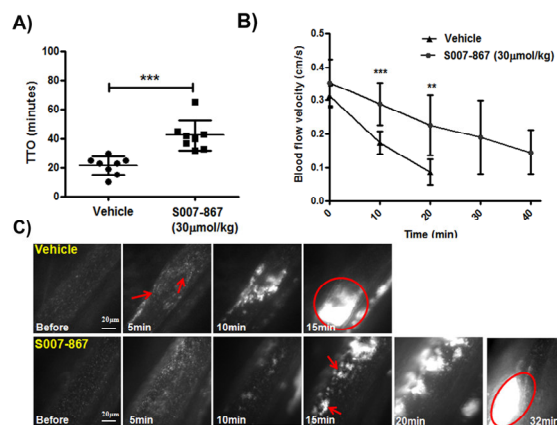 A)
***
TTO (minutes)
80
60
40
20
0
Vehicle
S007-867
(30μmol/kg)
B)
Vehicle
S007-867 (30μmol/kg)
Blood flow velocity (cm/s)
0.5
0.4
0.3
0.2
0.1
0.0
***
**
0
10
20
30
40
Time (min)
C)
Vehicle
Before
20μm
5min
10min
15min
S007-867
Before
20μm
5min
10min
15min
20min
32min